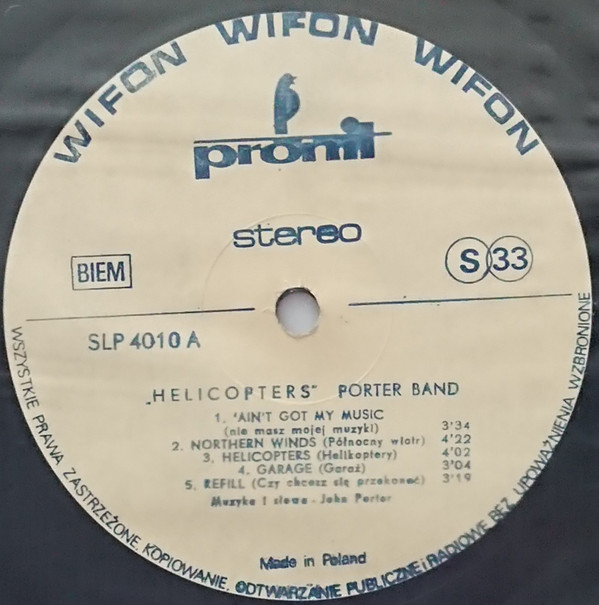 WIFON WIFON WIFON
pronit
stereo
BIEM
S 33
SLP 4010 A
„HELICOPTERS" PORTER BAND
1. 'AIN'T GOT MY MUSIC
(nie masz mojej muzyki) 3'34
2. NORTHERN WINDS (Północny wiatr) 4'22
3. HELICOPTERS (Helikoptery) 4'02
4. GARAGE (Garaż) 3'04
5. REFILL (Czy chcesz się przekonać) 3'19
Muzyka i słowa - John Porter
Made in Poland
WSZYSTKIE PRAWA ZASTRZEŻONE. KOPIOWANIE, ODTWARZANIE PUBLICZNE i RADIOWE BEZ UPOWAŻNIENIA WZBRONIONE